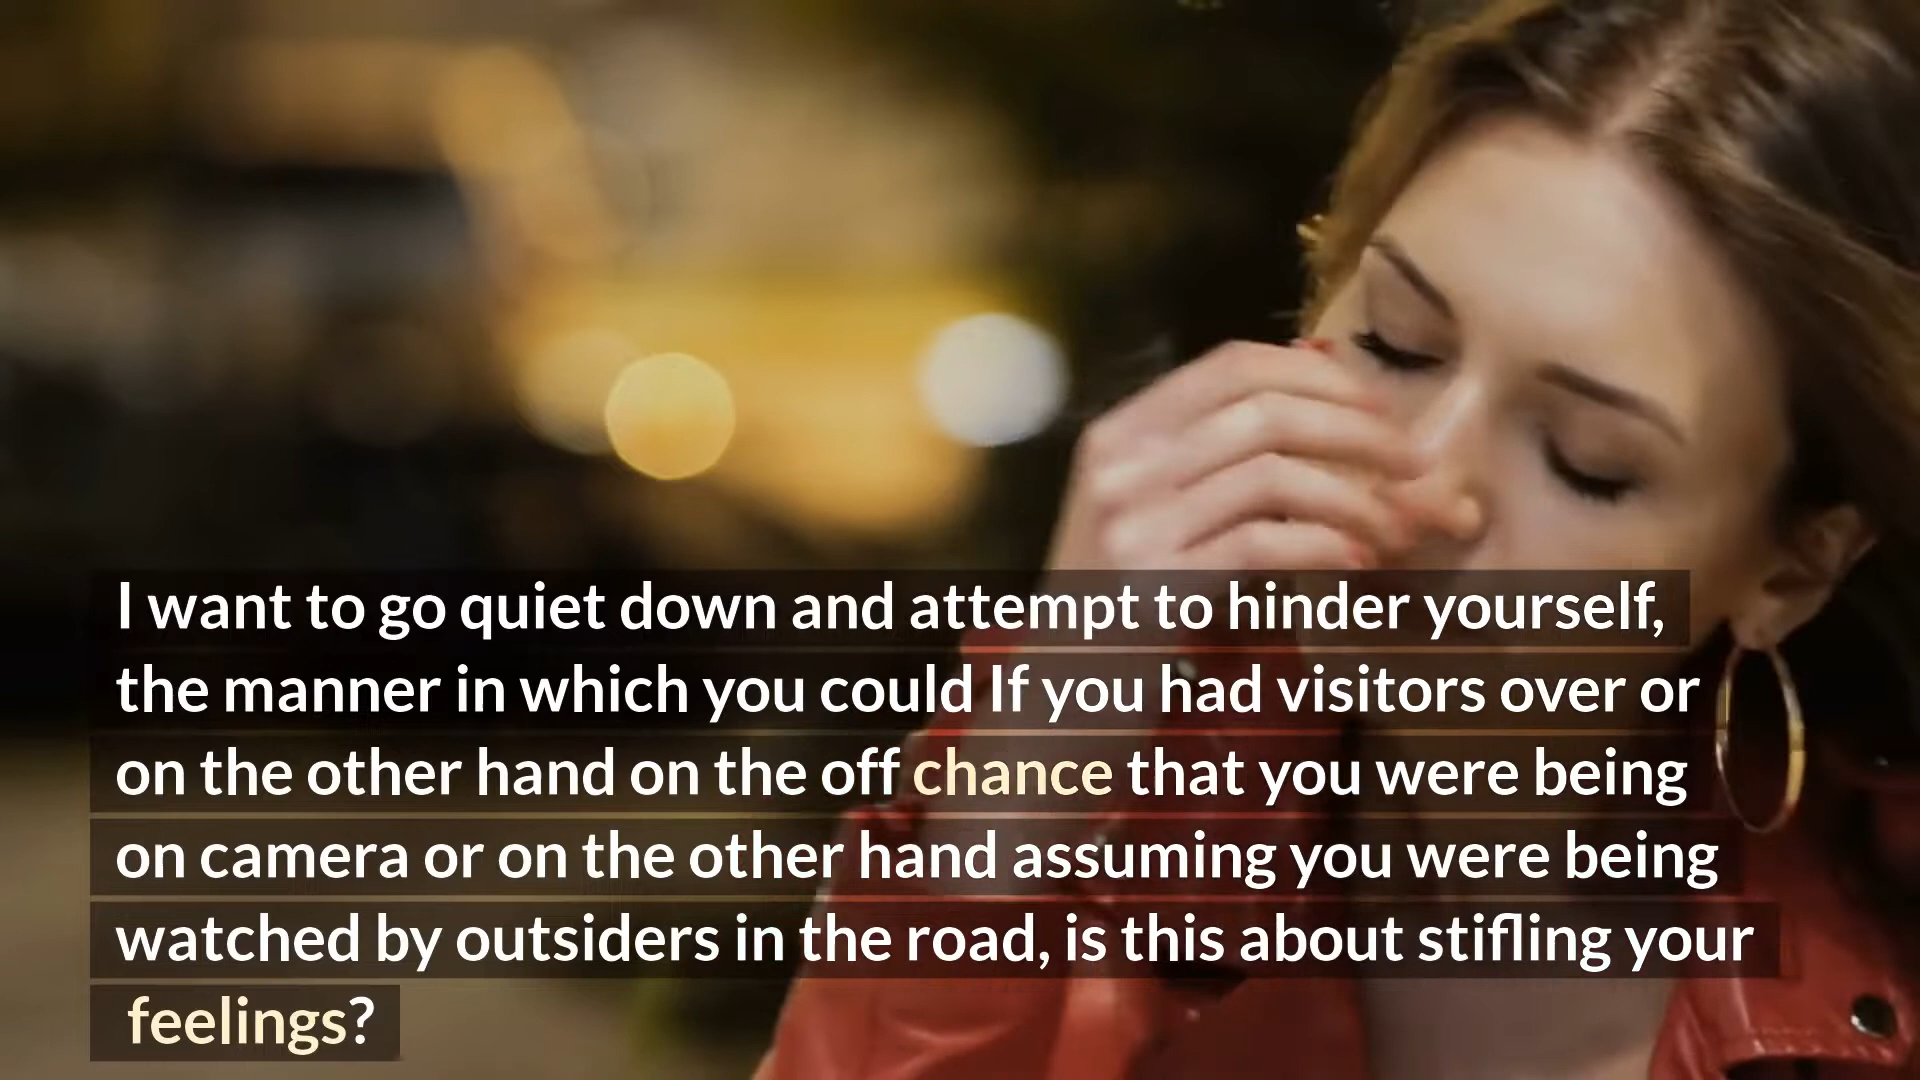 I want to go quiet down and attempt to hinder yourself,
the manner in which you could If you had visitors over or
on the other hand on the off chance that you were being
on camera or on the other hand assuming you were being
watched by outsiders in the road, is this about stifling your
feelings?